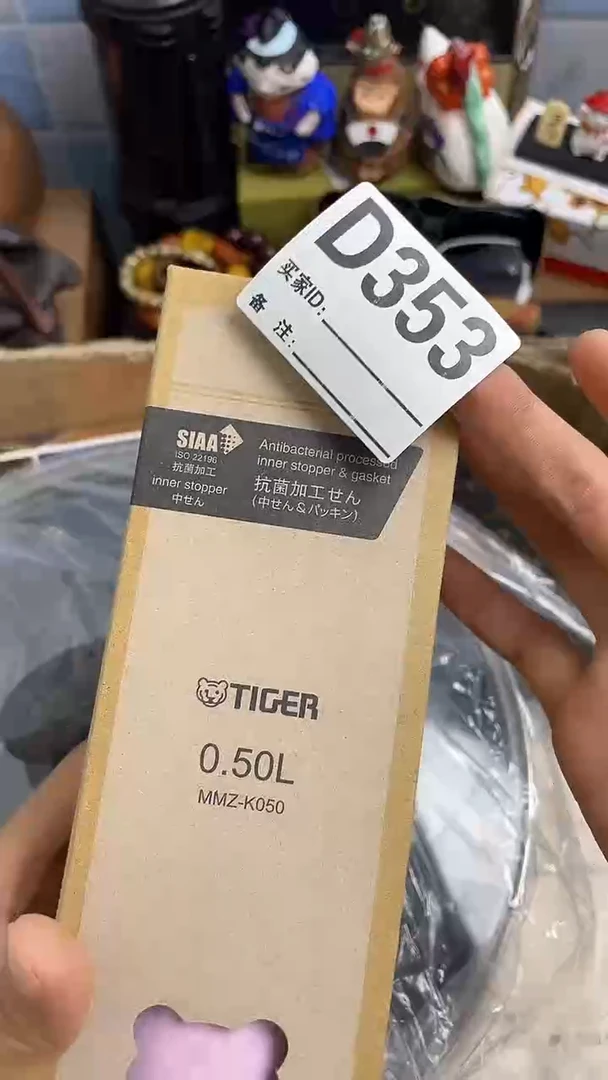 D353
买家ID:
备 注:
SIAA
ISO 22196
抗菌加工
inner stopper
中せん
Antibacterial processed
inner stopper & gasket
抗菌加工せん
(中せん&パッキン)
TIGER
0.50L
MMZ-K050